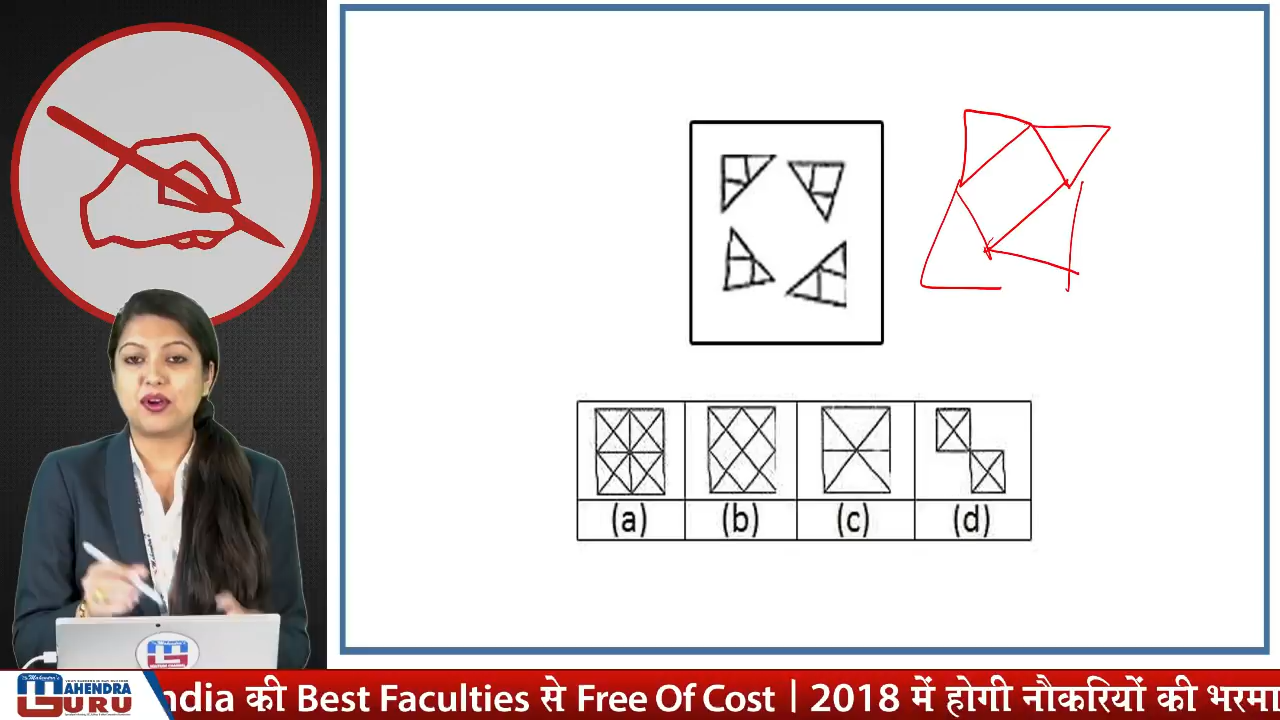 (a) (b) (c) (d)
MAHENDRA GURU
ndia की Best Faculties से Free Of Cost | 2018 में होगी नौकरियों की भरमा